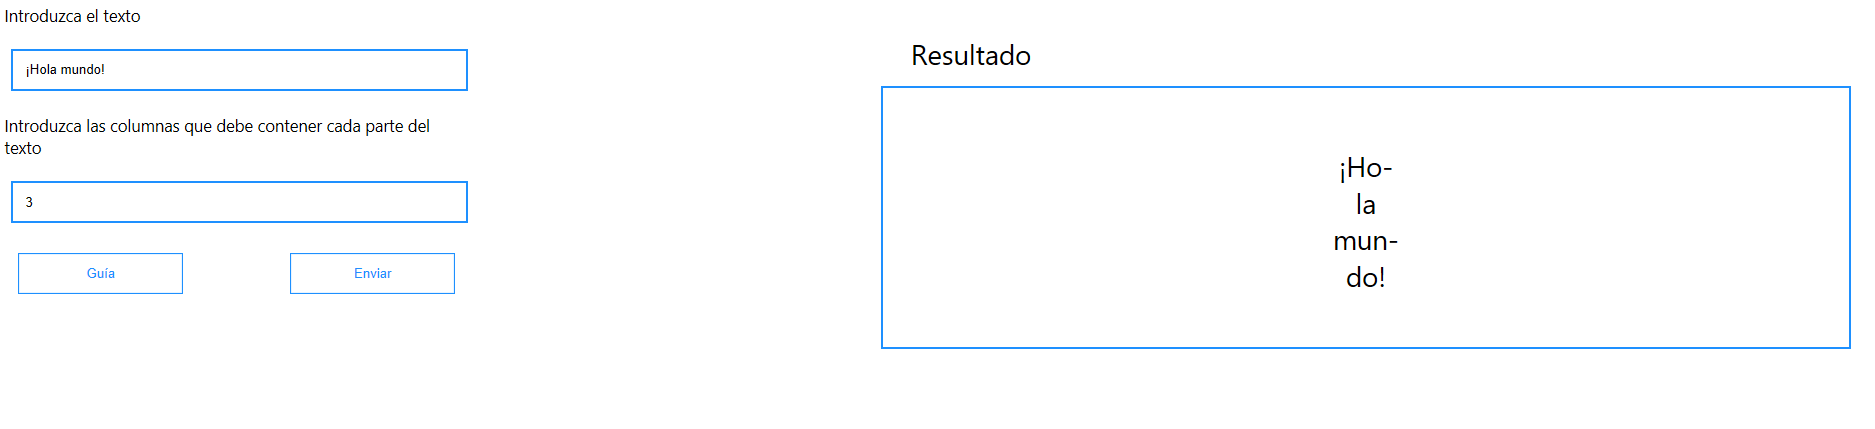 Introduzca el texto
¡Hola mundo!
Introduzca las columnas que debe contener cada parte del
texto
3
Guía
Enviar
Resultado
¡Ho-
la
mun-
do!